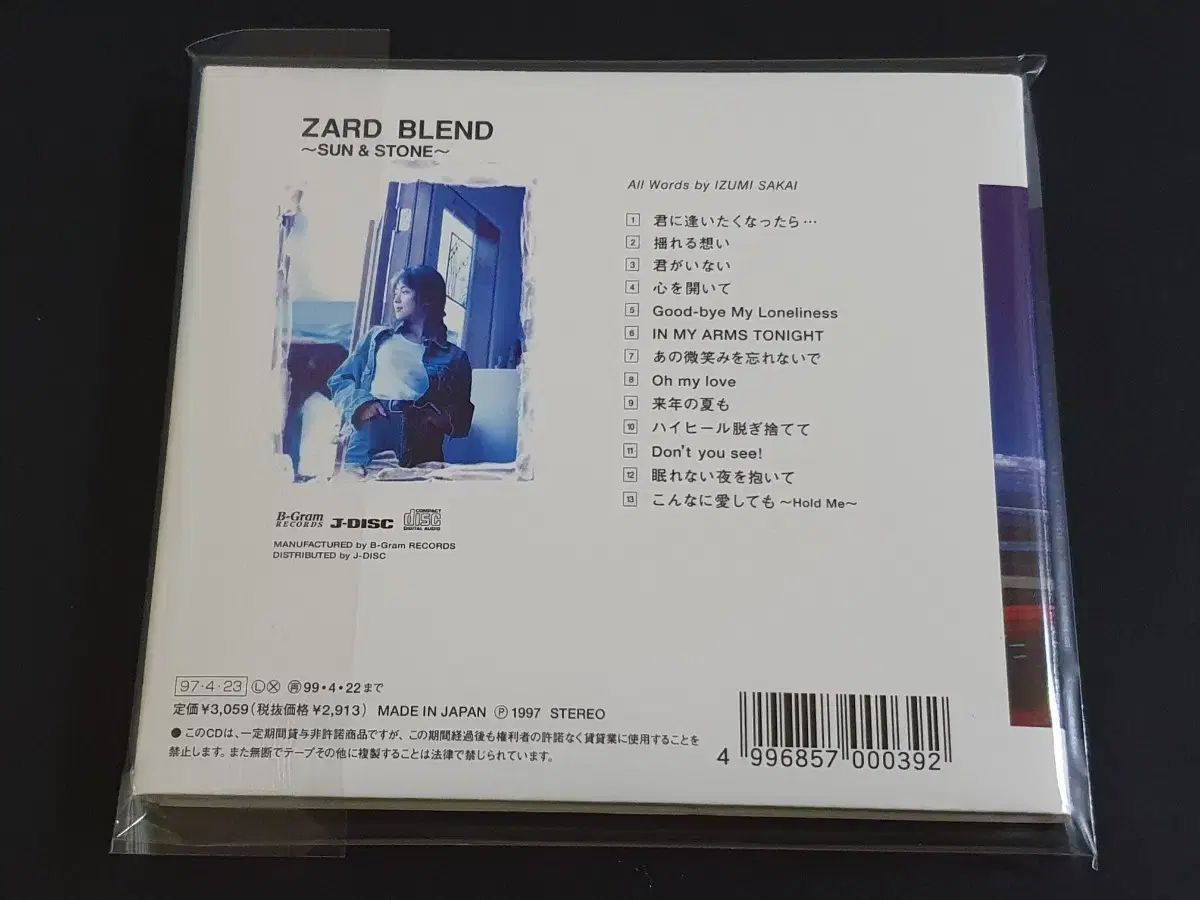 ZARD BLEND
～SUN & STONE～
All Words by IZUMI SAKAI
1 君に逢いたくなったら…
2 揺れる想い
3 君がいない
4 心を開いて
5 Good-bye My Loneliness
6 IN MY ARMS TONIGHT
7 あの微笑みを忘れないで
8 Oh my love
9 来年の夏も
10 ハイヒール脱ぎ捨てて
11 Don't you see!
12 眠れない夜を抱いて
13 こんなに愛しても ～Hold Me～
B-Gram RECORDS J-DISC COMPACT disc DIGITAL AUDIO
MANUFACTURED by B-Gram RECORDS
DISTRIBUTED by J-DISC
97・4・23 Ⓛ Ⓧ 再 99・4・22まで
定価¥3,059(税抜価格¥2,913) MADE IN JAPAN Ⓟ 1997 STEREO
● このCDは、一定期間貸与非許諾商品ですが、この期間経過後も権利者の許諾なく賃貸業に使用することを
禁止します。また無断でテープその他に複製することは法律で禁じられています。
4 996857 000392